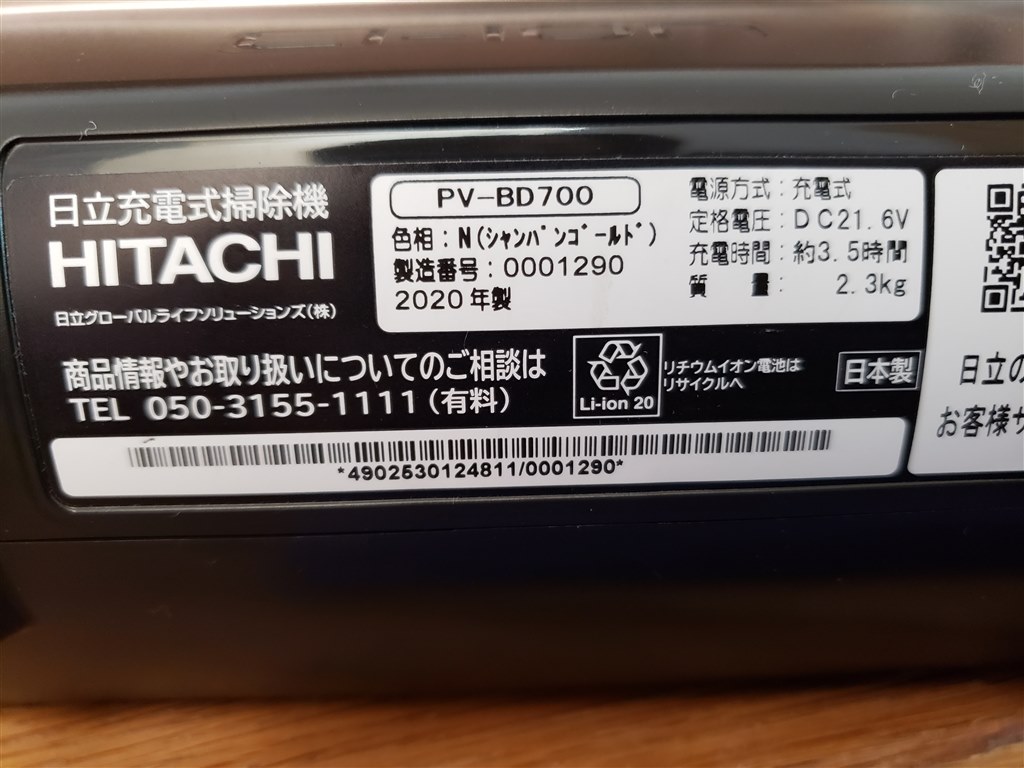 日立充電式掃除機
HITACHI
日立グローバルライフソリューションズ(株)
PV-BD700
色相:N(シャンパンゴールド)
製造番号:0001290
2020年製
電源方式:充電式
定格電圧:DC21.6V
充電時間:約3.5時間
質 量: 2.3kg
商品情報やお取り扱いについてのご相談は
TEL 050-3155-1111(有料)
Li-ion 20
リチウムイオン電池は
リサイクルへ
日本製
*4902530124811/0001290*
日立の
お客様サ